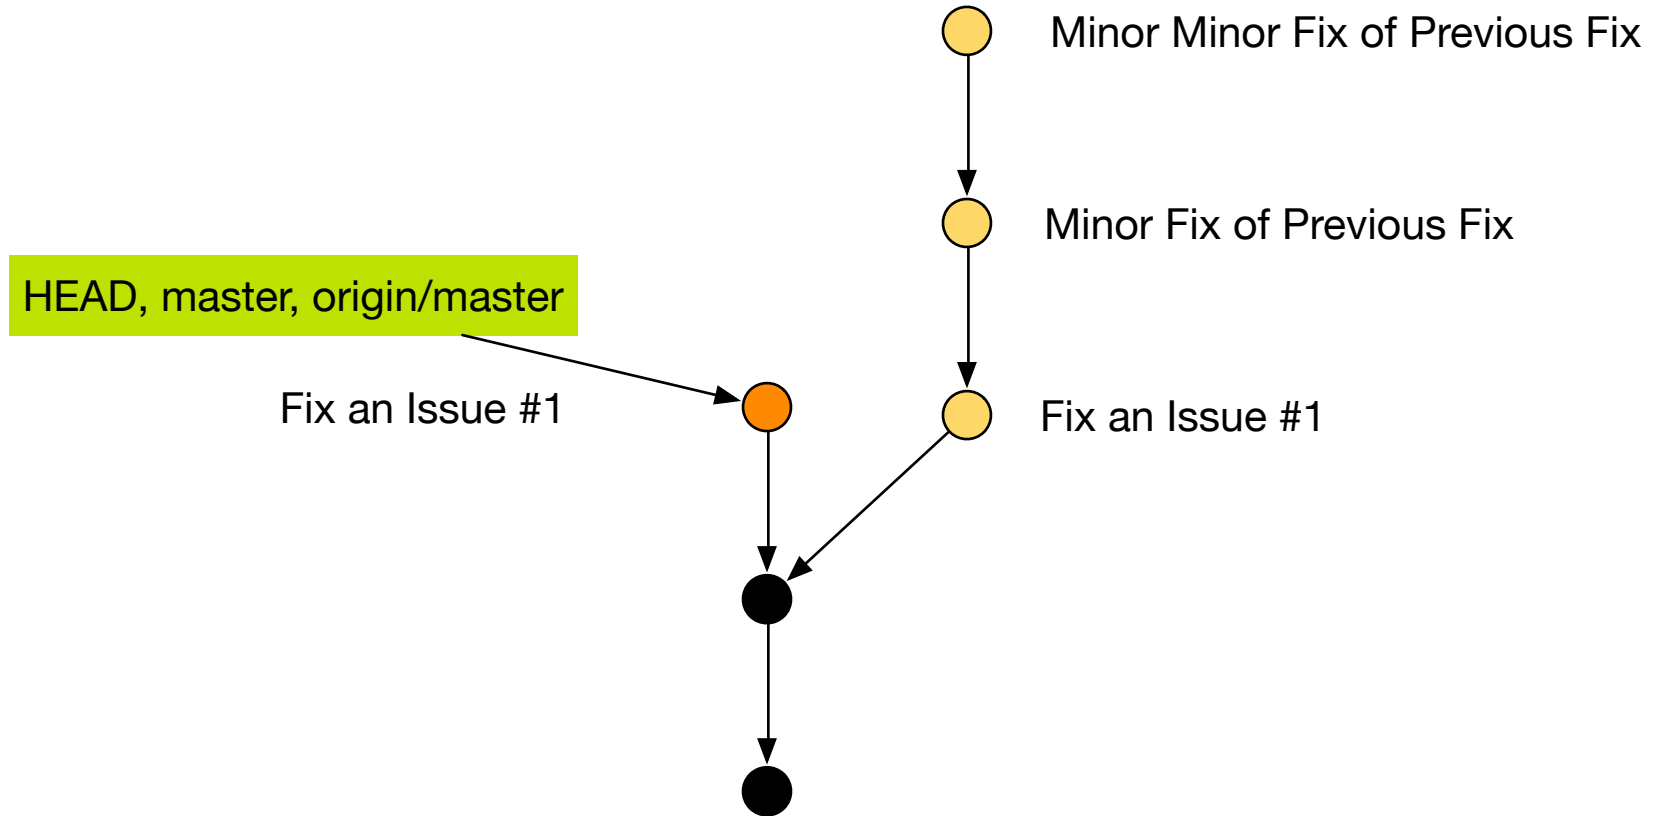 Minor Minor Fix of Previous Fix
Minor Fix of Previous Fix
HEAD, master, origin/master
Fix an Issue #1
Fix an Issue #1